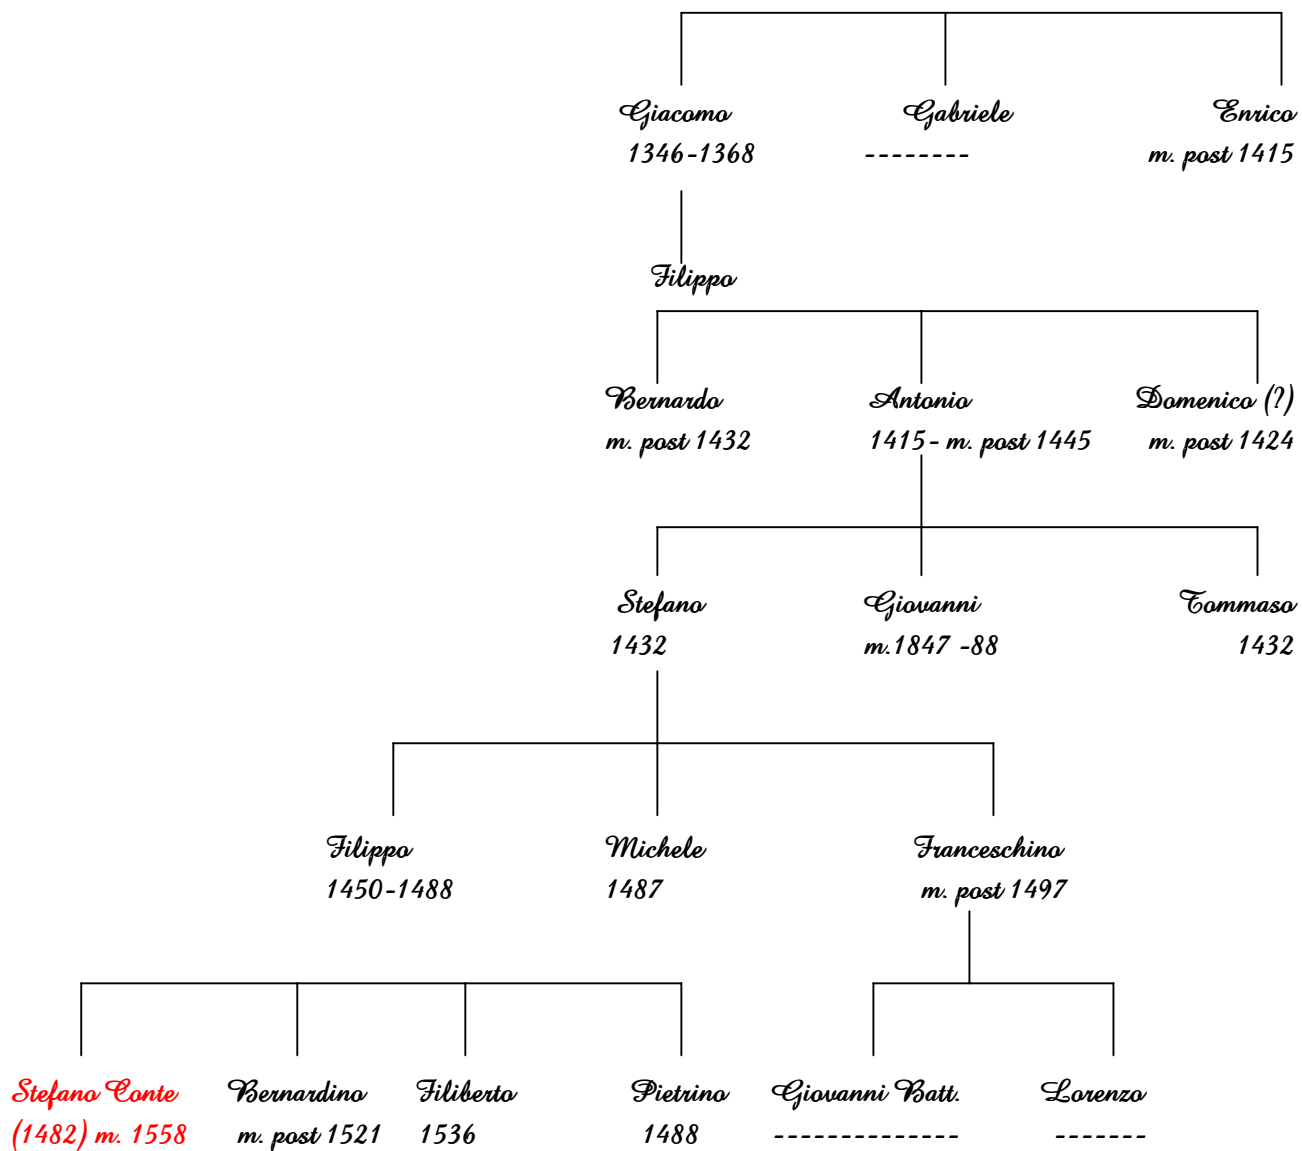 Giacomo Gabriele Enrico
1346-1368 -------- m. post 1415
Filippo
Bernardo Antonio Domenico (?)
m. post 1432 1415- m. post 1445 m. post 1424
Stefano Giovanni Tommaso
1432 m.1847 -88 1432
Filippo Michele Franceschino
1450-1488 1487 m. post 1497
Stefano Conte Bernardino Filiberto Pietrino Giovanni Batt. Lorenzo
(1482) m. 1558 m. post 1521 1536 1488 -------------- -------